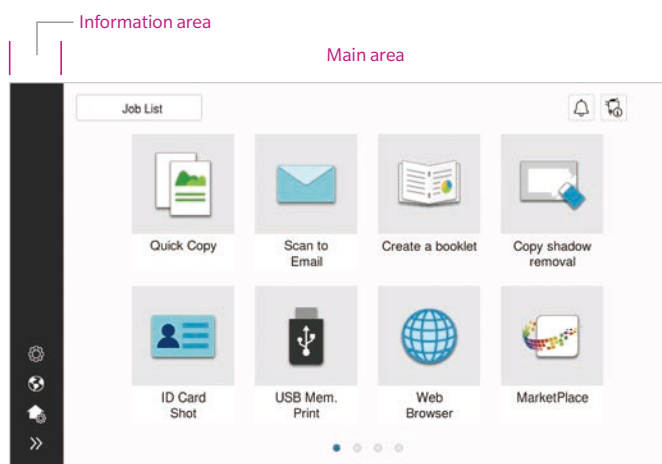 Information area
Main area
Job List
Quick Copy
Scan to
Email
Create a booklet
Copy shadow
removal
ID Card
Shot
USB Mem.
Print
Web
Browser
MarketPlace